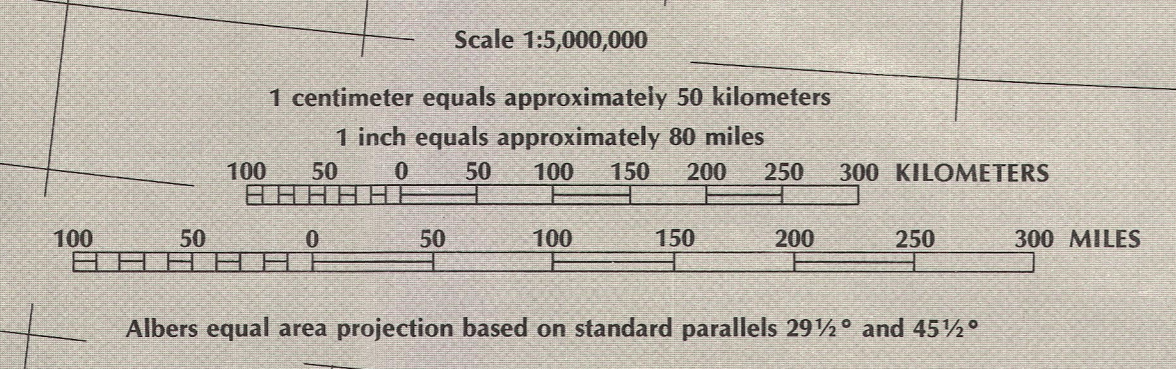 Scale 1:5,000,000
1 centimeter equals approximately 50 kilometers
1 inch equals approximately 80 miles
100 50 0 50 100 150 200 250 300 KILOMETERS
100 50 0 50 100 150 200 250 300 MILES
Albers equal area projection based on standard parallels 29½° and 45½°